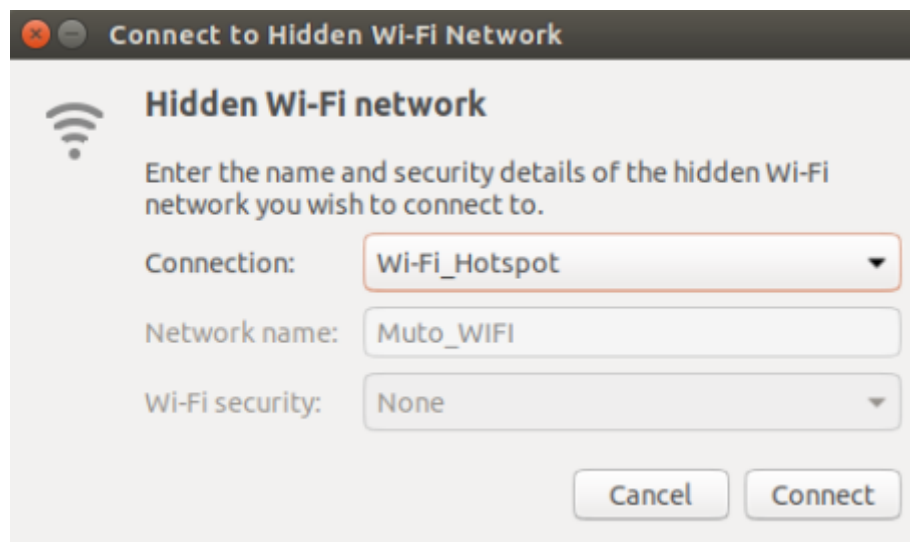 Connect to Hidden Wi-Fi Network
Hidden Wi-Fi network
Enter the name and security details of the hidden Wi-Fi
network you wish to connect to.
Connection: Wi-Fi_Hotspot
Network name: Muto_WIFI
Wi-Fi security: None
Cancel Connect